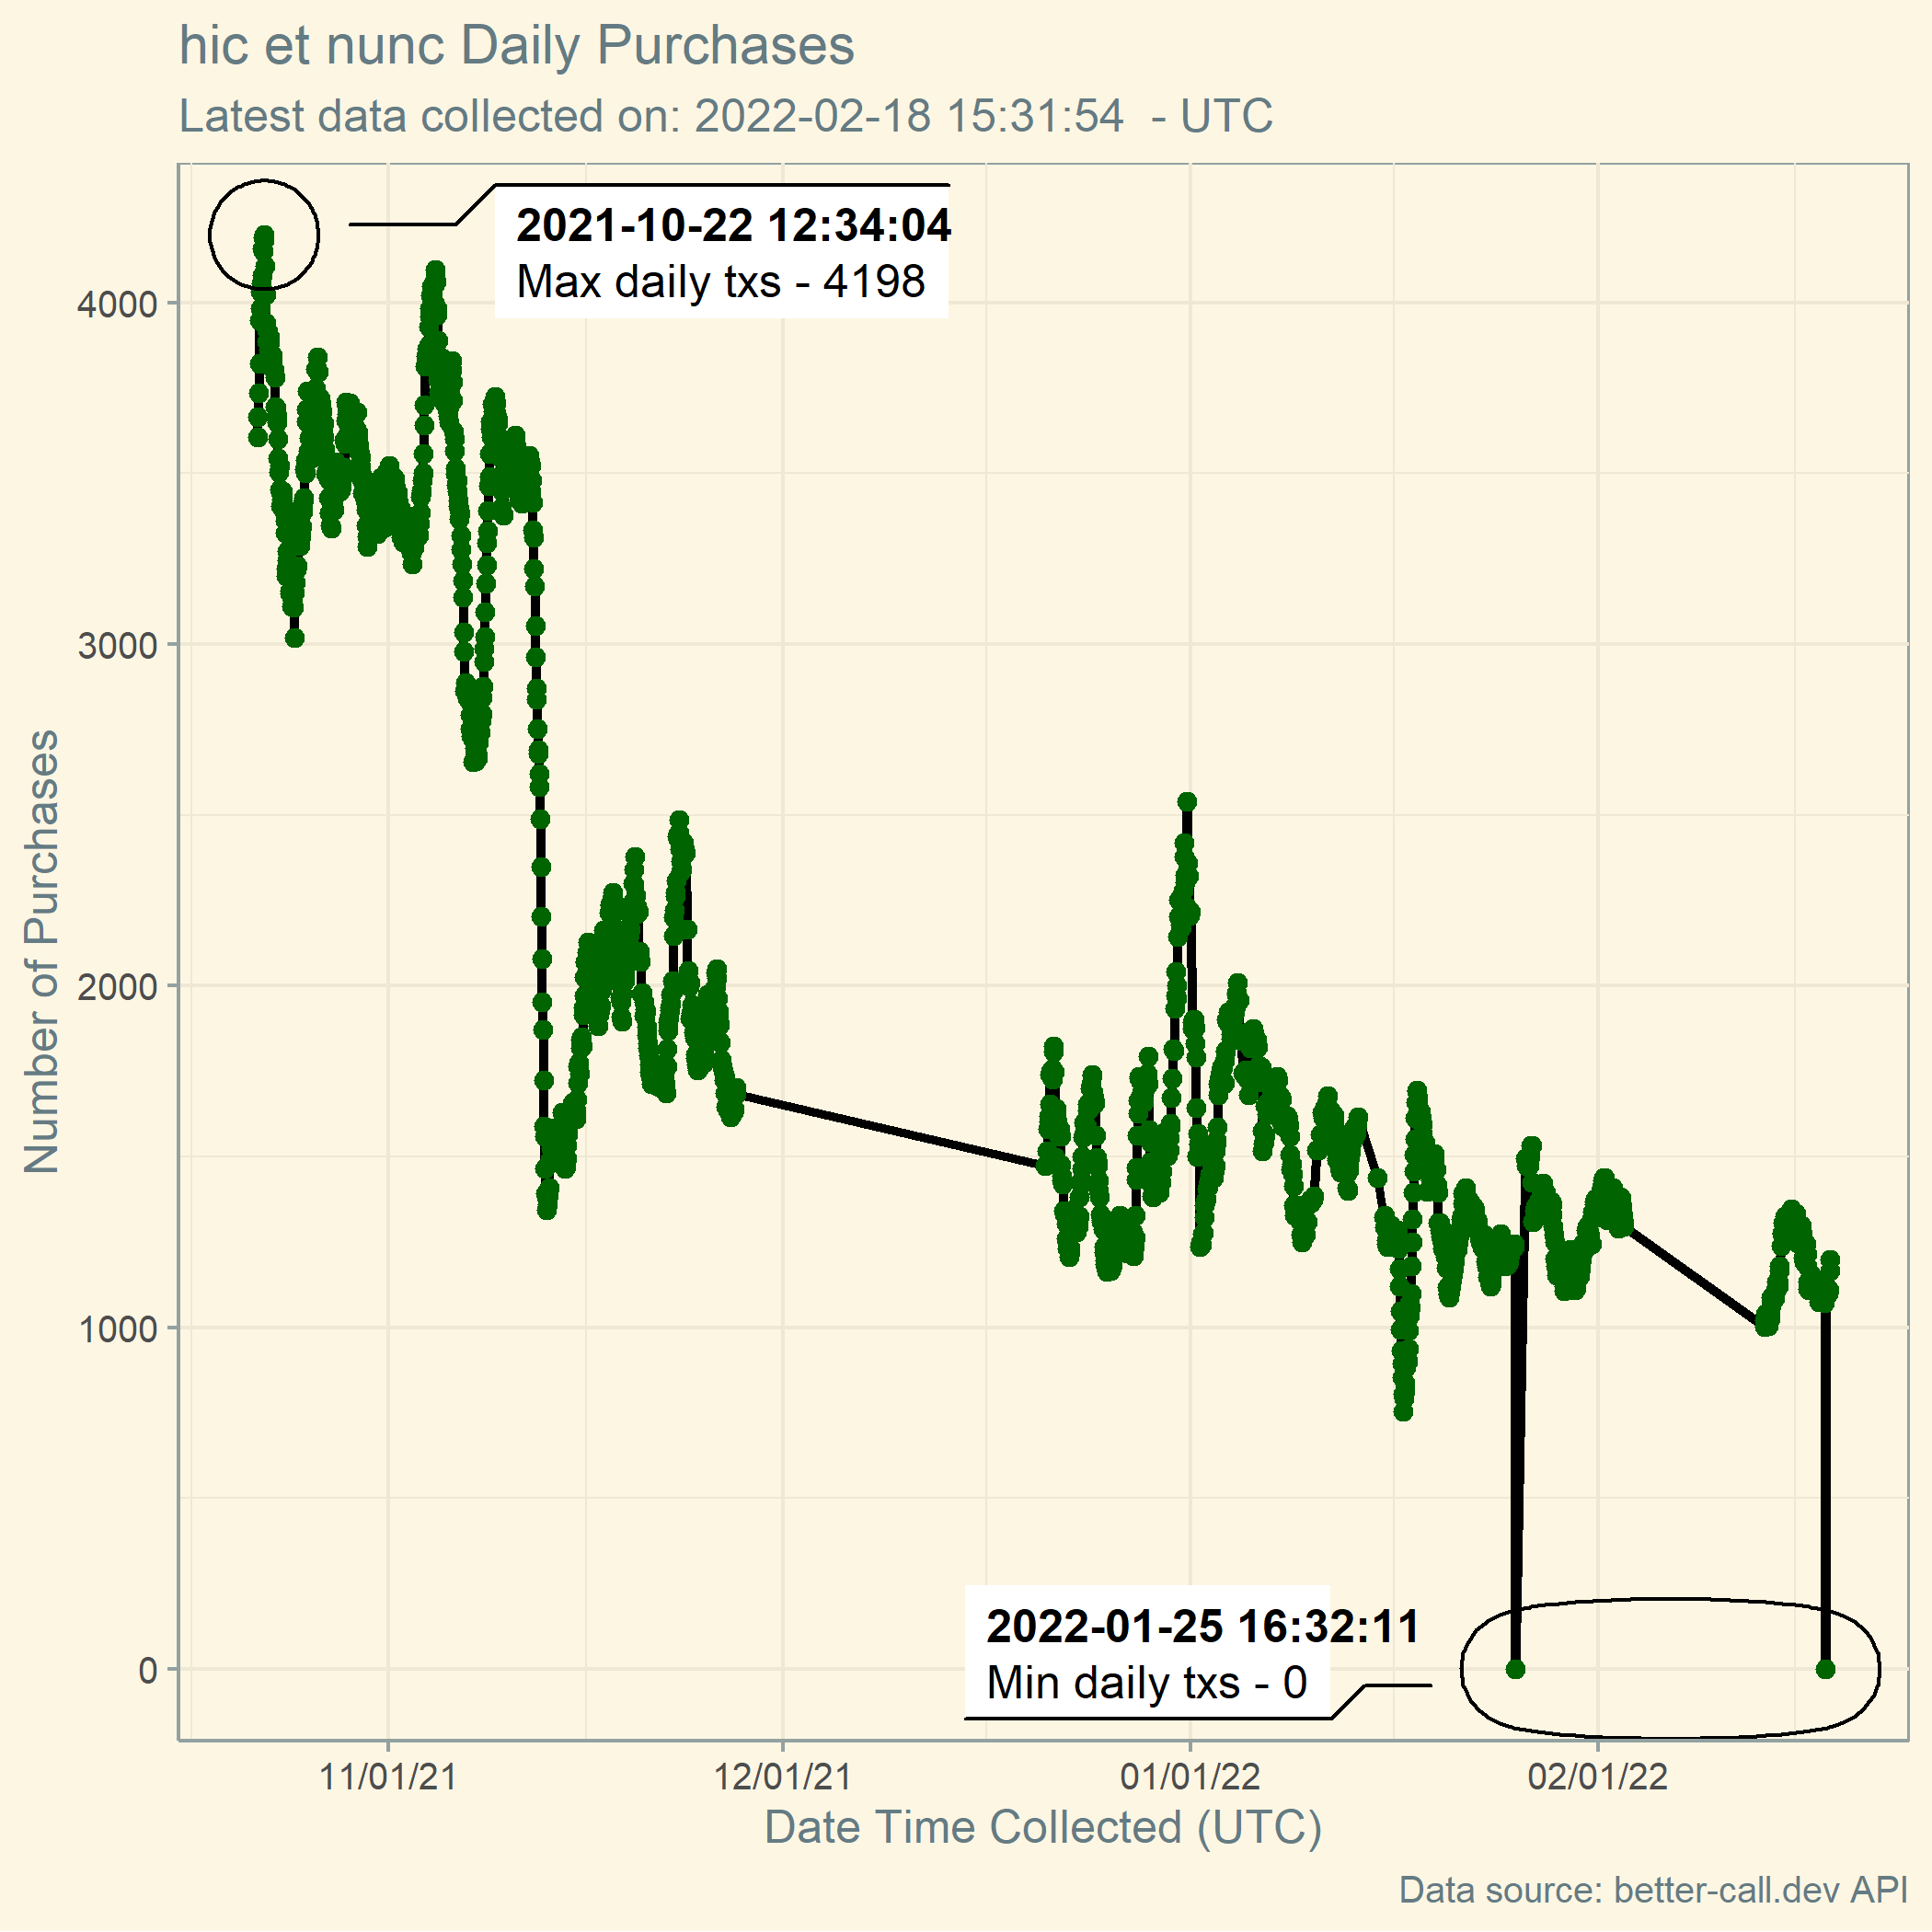 hic et nunc Daily Purchases
Latest data collected on: 2022-02-18 15:31:54  - UTC
2021-10-22 12:34:04
Max daily txs - 4198
4000
3000
2000
1000
0
Number of Purchases
2022-01-25 16:32:11
Min daily txs - 0
11/01/21 12/01/21 01/01/22 02/01/22
Date Time Collected (UTC)
Data source: better-call.dev API